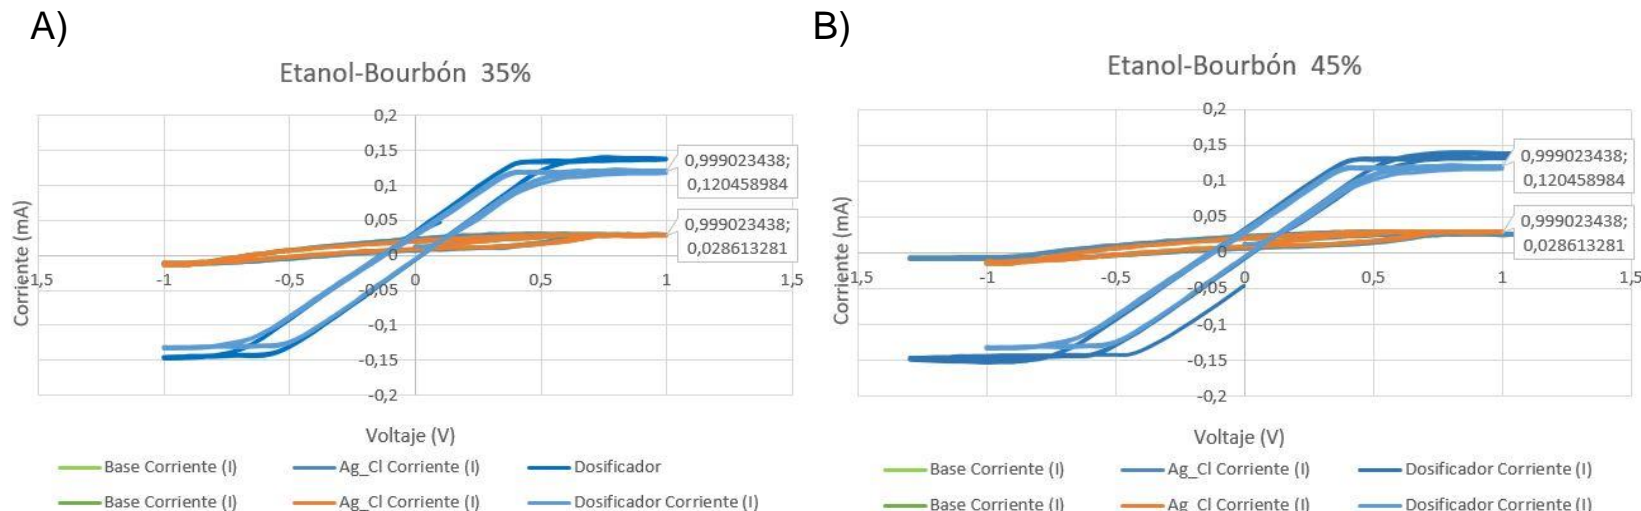 A)
Etanol-Bourbón 35%
0,2
0,15
0,1
0,05
0
-0,05
-0,1
-0,15
-0,2
1,5
-1
-0,5
0
0,5
1
1,5
0,999023438;
0,120458984
0,999023438;
0,028613281
Corriente (mA)
Voltaje (V)
Base Corriente (I)
Ag_Cl Corriente (I)
Dosificador
Base Corriente (I)
Ag_Cl Corriente (I)
Dosificador Corriente (I)
B)
Etanol-Bourbón 45%
0,2
0,15
0,1
0,05
0
-0,05
-0,1
-0,15
-0,2
1,5
-1
-0,5
0
0,5
1
1,5
0,999023438;
0,120458984
0,999023438;
0,028613281
Corriente (mA)
Voltaje (V)
Base Corriente (I)
Ag_Cl Corriente (I)
Dosificador Corriente (I)
Base Corriente (I)
Ag_Cl Corriente (I)
Dosificador Corriente (I)